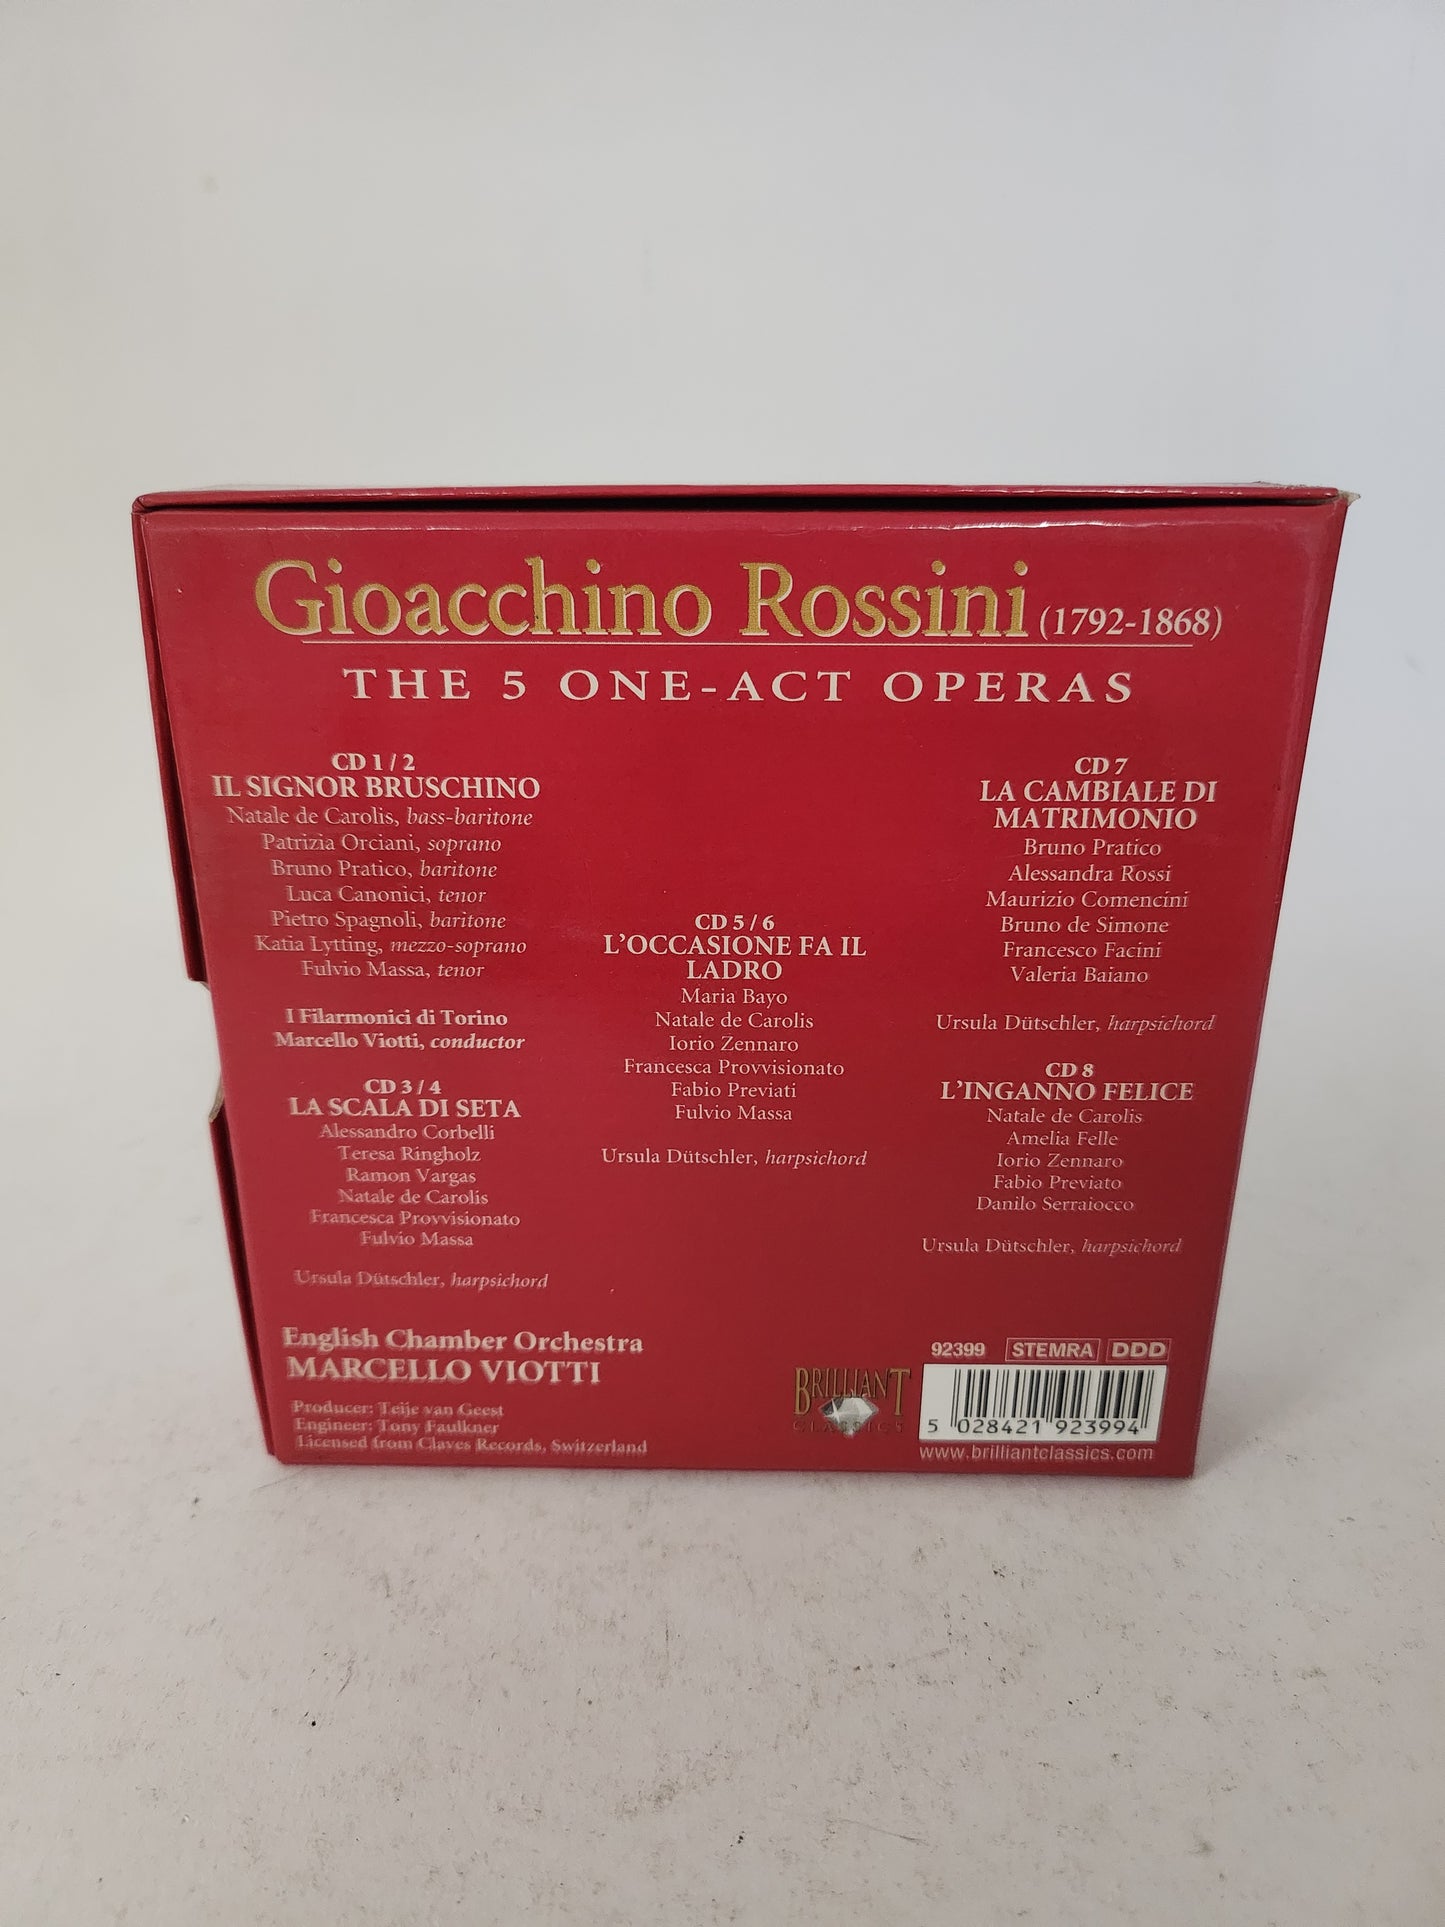 Gioacchino Rossini (1792-1868)
THE 5 ONE-ACT OPERAS
CD 1 / 2
IL SIGNOR BRUSCHINO
Natale de Carolis, bass-baritone
Patrizia Orciani, soprano
Bruno Pratico, baritone
Luca Canonici, tenor
Pietro Spagnoli, baritone
Katia Lytting, mezzo-soprano
Fulvio Massa, tenor
I Filarmonici di Torino
Marcello Viotti, conductor
CD 3 / 4
LA SCALA DI SETA
Alessandro Corbelli
Teresa Ringholz
Ramon Vargas
Natale de Carolis
Francesca Provvisionato
Fulvio Massa
Ursula Dütschler, harpsichord
CD 5 / 6
L'OCCASIONE FA IL
LADRO
Maria Bayo
Natale de Carolis
Iorio Zennaro
Francesca Provvisionato
Fabio Previati
Fulvio Massa
Ursula Dütschler, harpsichord
CD 7
LA CAMBIALE DI
MATRIMONIO
Bruno Pratico
Alessandra Rossi
Maurizio Comencini
Bruno de Simone
Francesco Facini
Valeria Baiano
Ursula Dütschler, harpsichord
CD 8
L'INGANNO FELICE
Natale de Carolis
Amelia Felle
Iorio Zennaro
Fabio Previato
Danilo Serraiocco
Ursula Dütschler, harpsichord
English Chamber Orchestra
MARCELLO VIOTTI
Producer: Teije van Geest
Engineer: Tony Faulkner
Licensed from Claves Records, Switzerland
BRILLIANT
CLASSICS
92399 STEMRA DDD
5 028421 923994
www.brilliantclassics.com